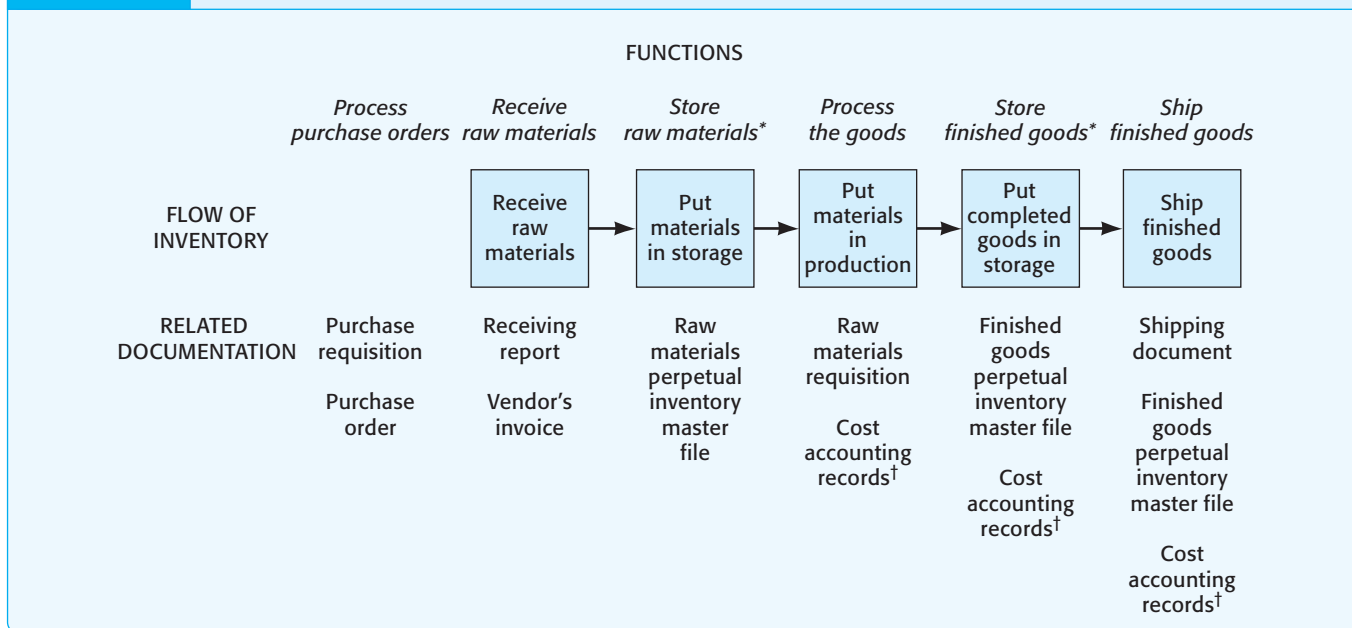 FUNCTIONS
Process
purchase orders
Receive
raw materials
Store
raw materials*
Process
the goods
Store
finished goods*
Ship
finished goods
FLOW OF
INVENTORY
Receive
raw
materials
Put
materials
in storage
Put
materials
in
production
Put
completed
goods in
storage
Ship
finished
goods
RELATED
DOCUMENTATION
Purchase
requisition
Purchase
order
Receiving
report
Vendor’s
invoice
Raw
materials
perpetual
inventory
master
file
Raw
materials
requisition
Cost
accounting
records†
Finished
goods
perpetual
inventory
master file
Cost
accounting
records†
Shipping
document
Finished
goods
perpetual
inventory
master file
Cost
accounting
records†